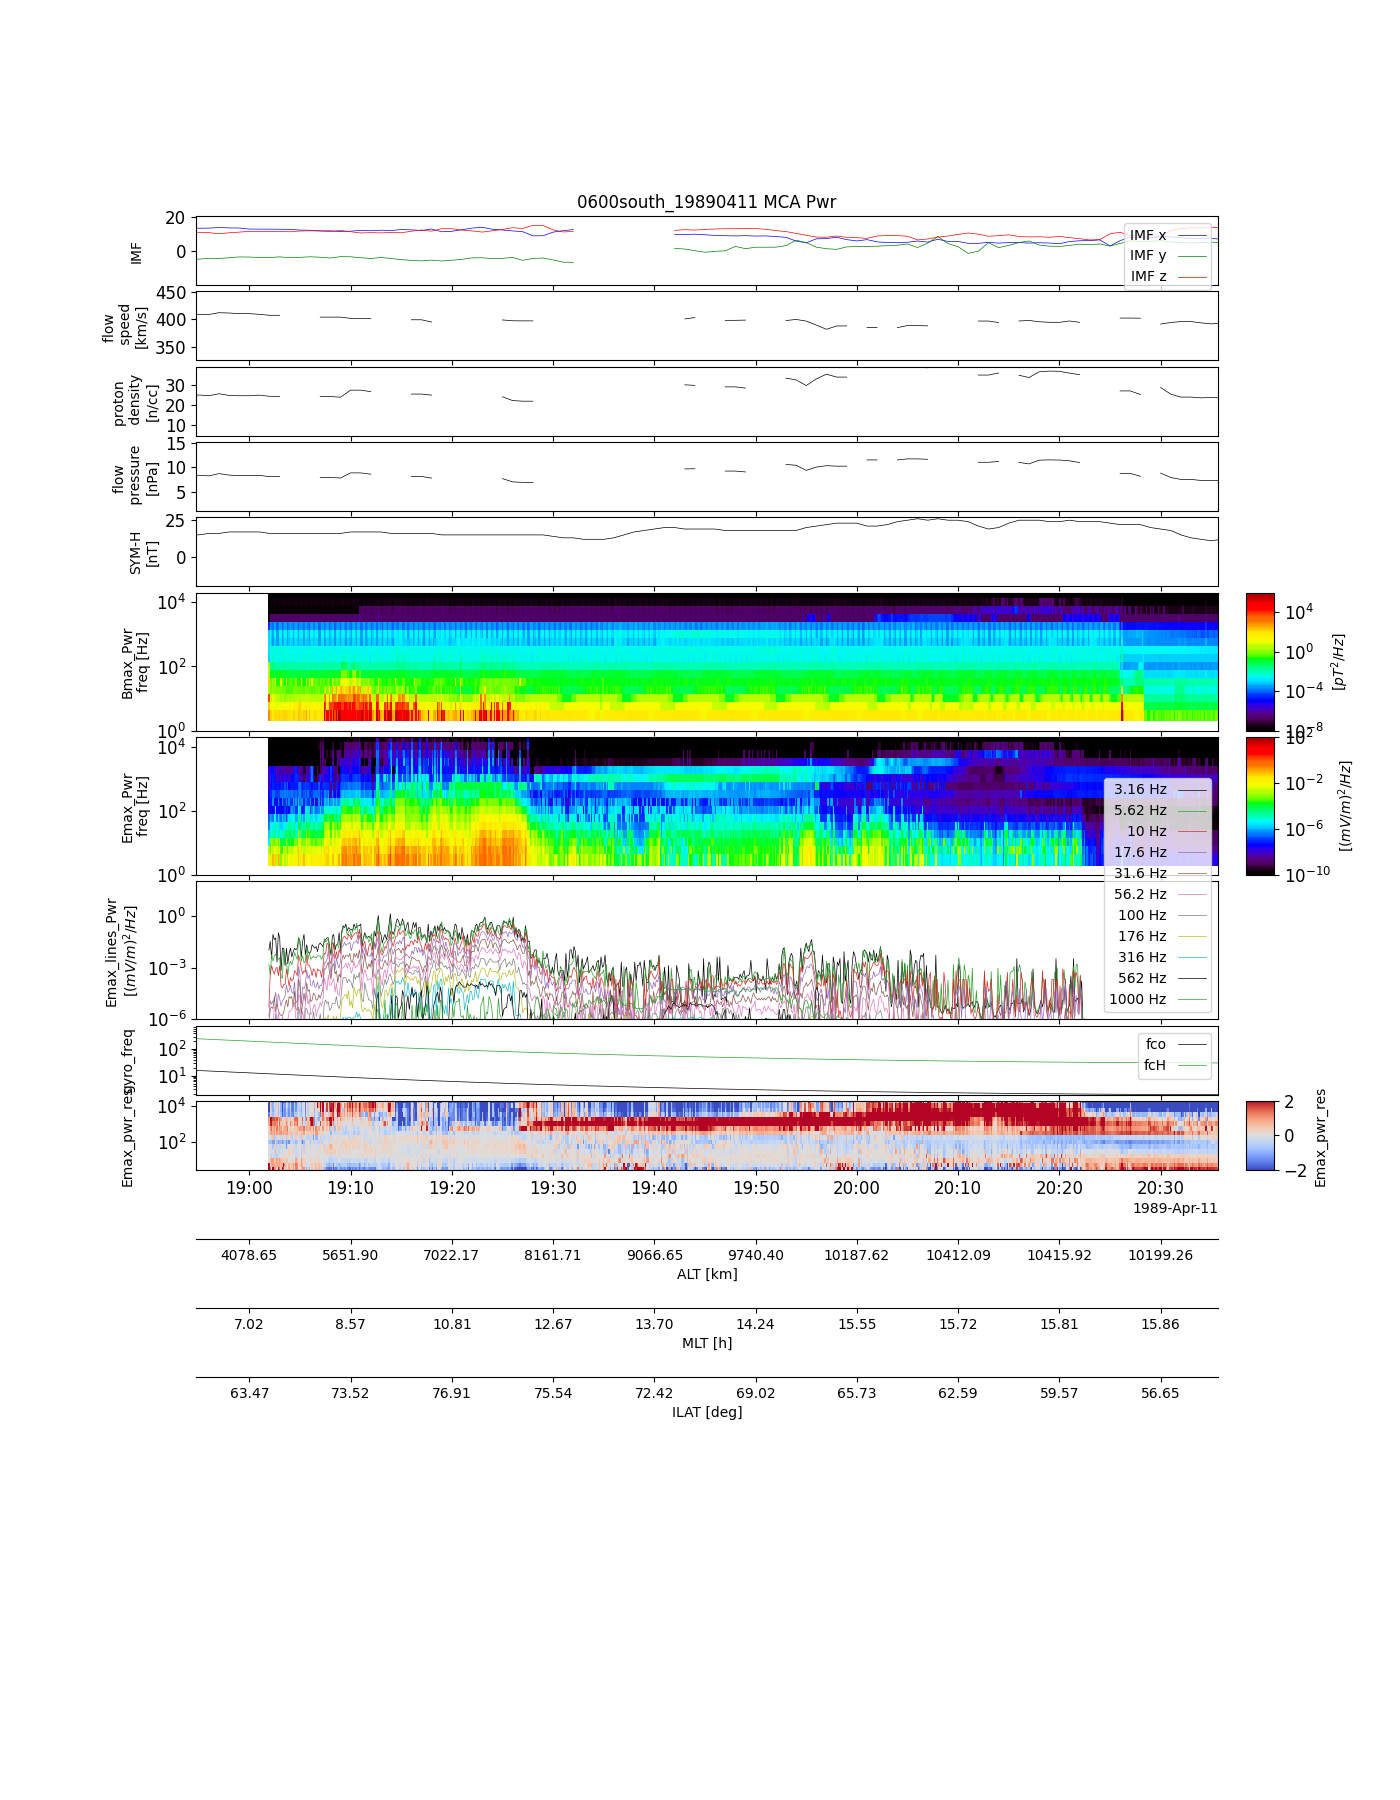 0600south_19890411 MCA Pwr
20
0
IMF
IMF x
IMF y
IMF z
450
400
350
flow
speed
[km/s]
30
20
10
proton
density
[n/cc]
15
10
5
flow
pressure
[nPa]
25
0
SYM-H
[nT]
10^4
10^2
10^0
Bmax_Pwr
freq [Hz]
10^4
10^0
10^-4
10^-8
[pT^2/Hz]
10^4
10^2
10^0
Emax_Pwr
freq [Hz]
10^2
10^-2
10^-6
10^-10
[(mV/m)^2/Hz]
3.16 Hz
5.62 Hz
10 Hz
17.6 Hz
31.6 Hz
56.2 Hz
100 Hz
176 Hz
316 Hz
562 Hz
1000 Hz
10^0
10^-3
10^-6
Emax_lines_Pwr
[(mV/m)^2/Hz]
10^2
10^1
gyro_freq
fco
fcH
10^4
10^2
Emax_pwr_res
2
0
−2
Emax_pwr_res
19:00 19:10 19:20 19:30 19:40 19:50 20:00 20:10 20:20 20:30
1989-Apr-11
4078.65 5651.90 7022.17 8161.71 9066.65 9740.40 10187.62 10412.09 10415.92 10199.26
ALT [km]
7.02 8.57 10.81 12.67 13.70 14.24 15.55 15.72 15.81 15.86
MLT [h]
63.47 73.52 76.91 75.54 72.42 69.02 65.73 62.59 59.57 56.65
ILAT [deg]